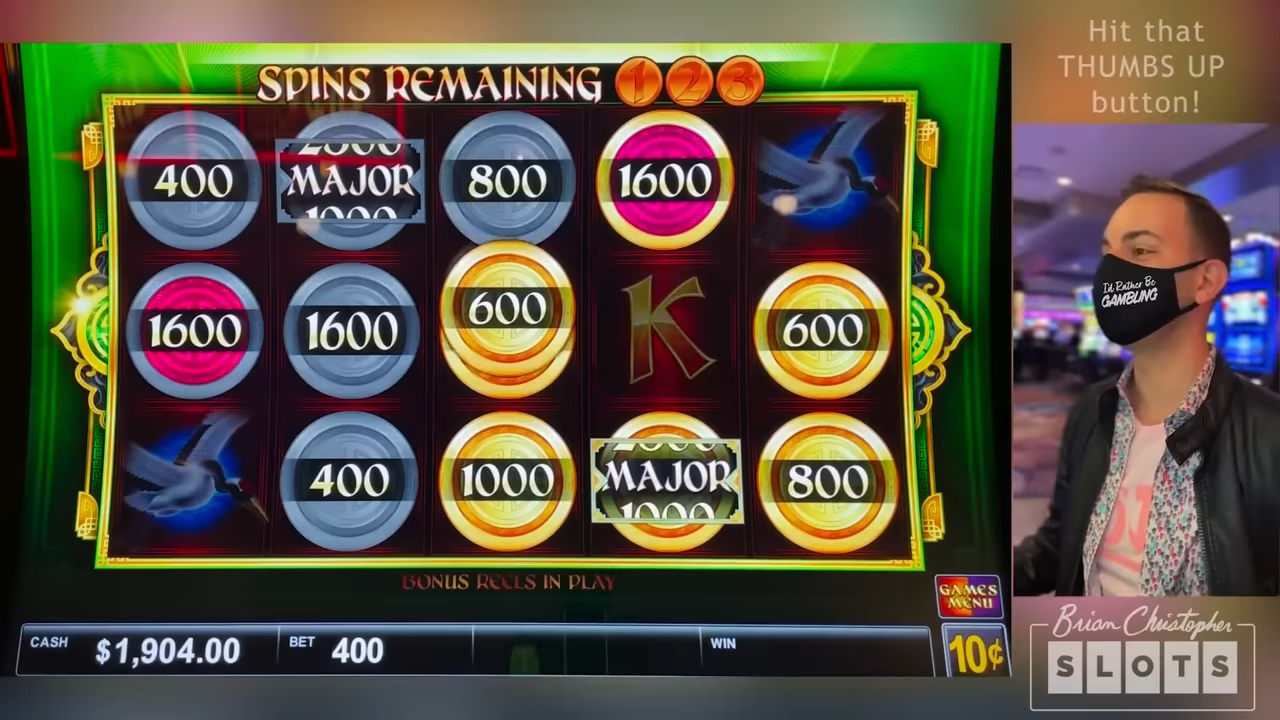 Hit that
THUMBS UP
button!
SPINS REMAINING 1 2 3
400
MAJOR
1000
800
1600
1600
1600
600
K
600
400
1000
MAJOR
1000
800
BONUS REELS IN PLAY
GAMES
MENU
CASH $1,904.00 BET 400 WIN
10¢
I'd Rather Be
GAMBLING
Brian Christopher
SLOTS